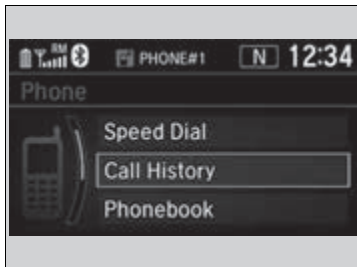 RM PHONE#1 N 12:34
Phone
Speed Dial
Call History
Phonebook